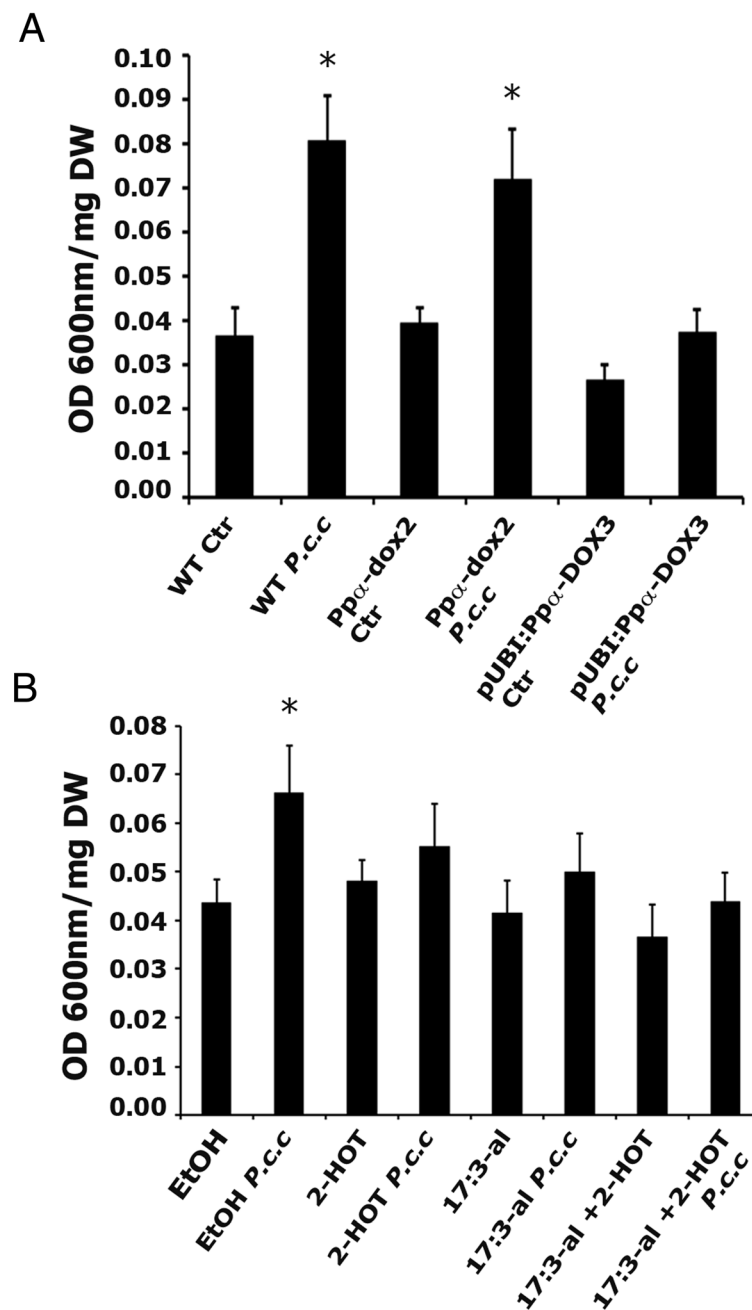 A
*
*
0.10
0.09
0.08
0.07
0.06
0.05
0.04
0.03
0.02
0.01
0.00
OD 600nm/mg DW
WT Ctr
WT P.c.c
Ppα-dox2
Ctr
Ppα-dox2
P.c.c
pUBI:Ppα-DOX3
Ctr
pUBI:Ppα-DOX3
P.c.c
B
*
0.08
0.07
0.06
0.05
0.04
0.03
0.02
0.01
0.00
OD 600nm/mg DW
EtOH
EtOH P.c.c
2-HOT
2-HOT P.c.c
17:3-al
17:3-al P.c.c
17:3-al +2-HOT
17:3-al +2-HOT
P.c.c